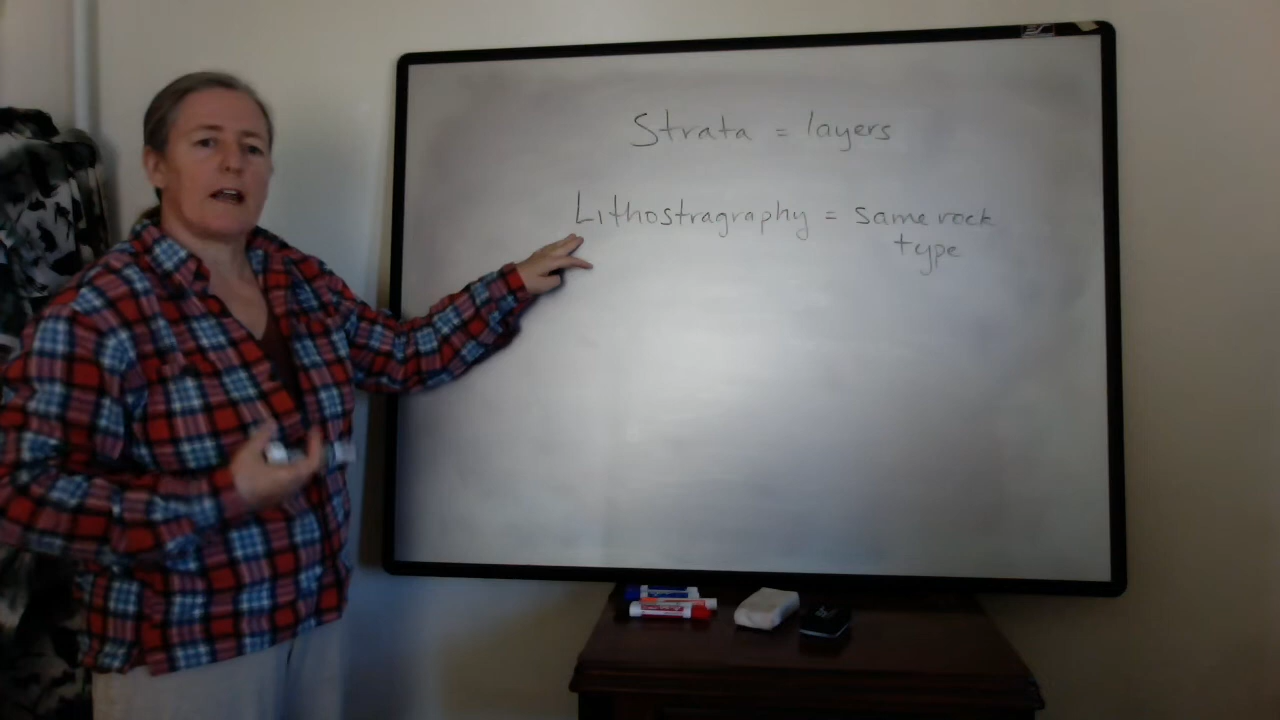 Strata = layers
Lithostragraphy = same rock
type